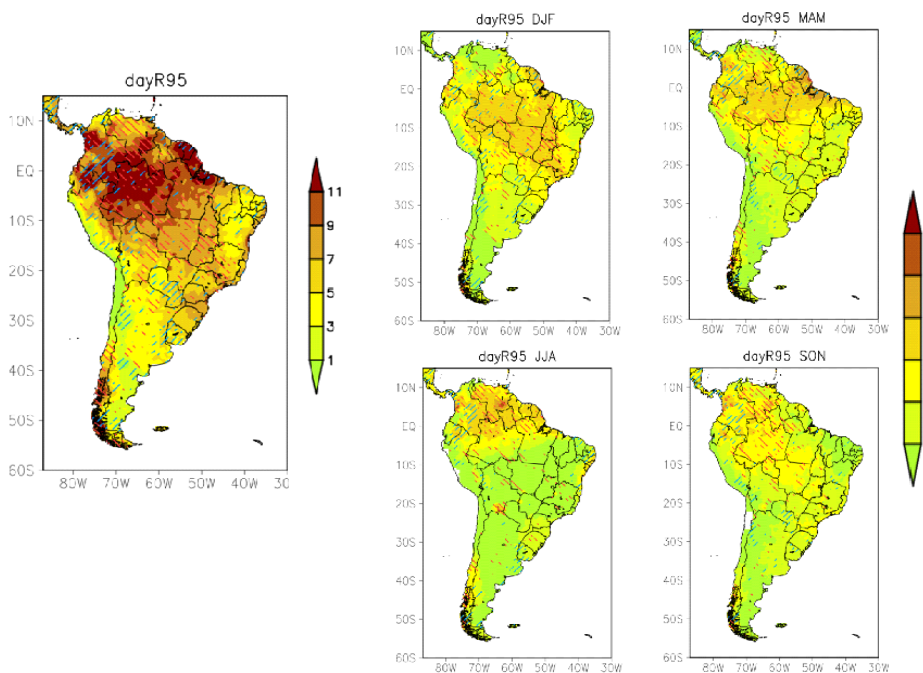 dayR95
10N
EQ
10S
20S
30S
40S
50S
60S
80W 70W 60W 50W 40W 30
11
9
7
5
3
1
dayR95 DJF
10N
EQ
10S
20S
30S
40S
50S
60S
80W 70W 60W 50W 40W 30W
dayR95 MAM
10N
EQ
10S
20S
30S
40S
50S
60S
80W 70W 60W 50W 40W 30W
dayR95 JJA
10N
EQ
10S
20S
30S
40S
50S
60S
80W 70W 60W 50W 40W 30W
dayR95 SON
10N
EQ
10S
20S
30S
40S
50S
60S
80W 70W 60W 50W 40W 30W